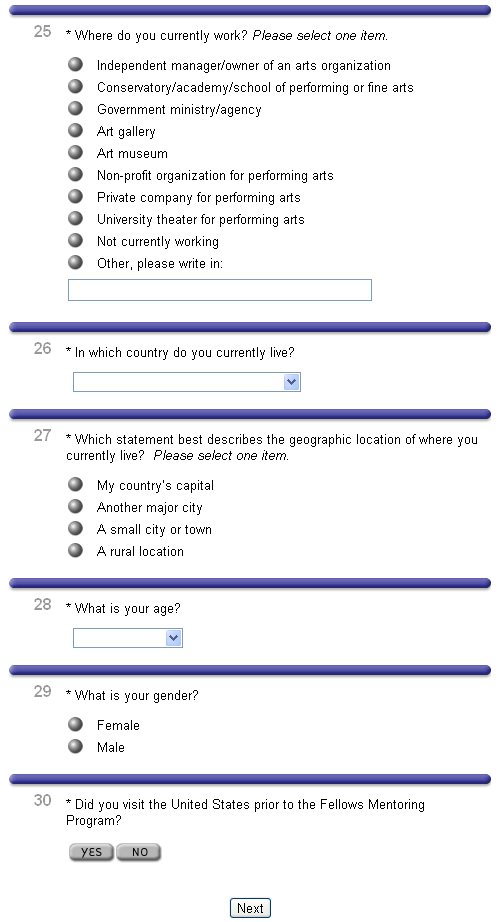 25
* Where do you currently work? Please select one item.
Independent manager/owner of an arts organization
Conservatory/academy/school of performing or fine arts
Government ministry/agency
Art gallery
Art museum
Non-profit organization for performing arts
Private company for performing arts
University theater for performing arts
Not currently working
Other, please write in:
26
* In which country do you currently live?
27
* Which statement best describes the geographic location of where you
currently live? Please select one item.
My country's capital
Another major city
A small city or town
A rural location
28
* What is your age?
29
* What is your gender?
Female
Male
30
* Did you visit the United States prior to the Fellows Mentoring
Program?
YES NO
Next